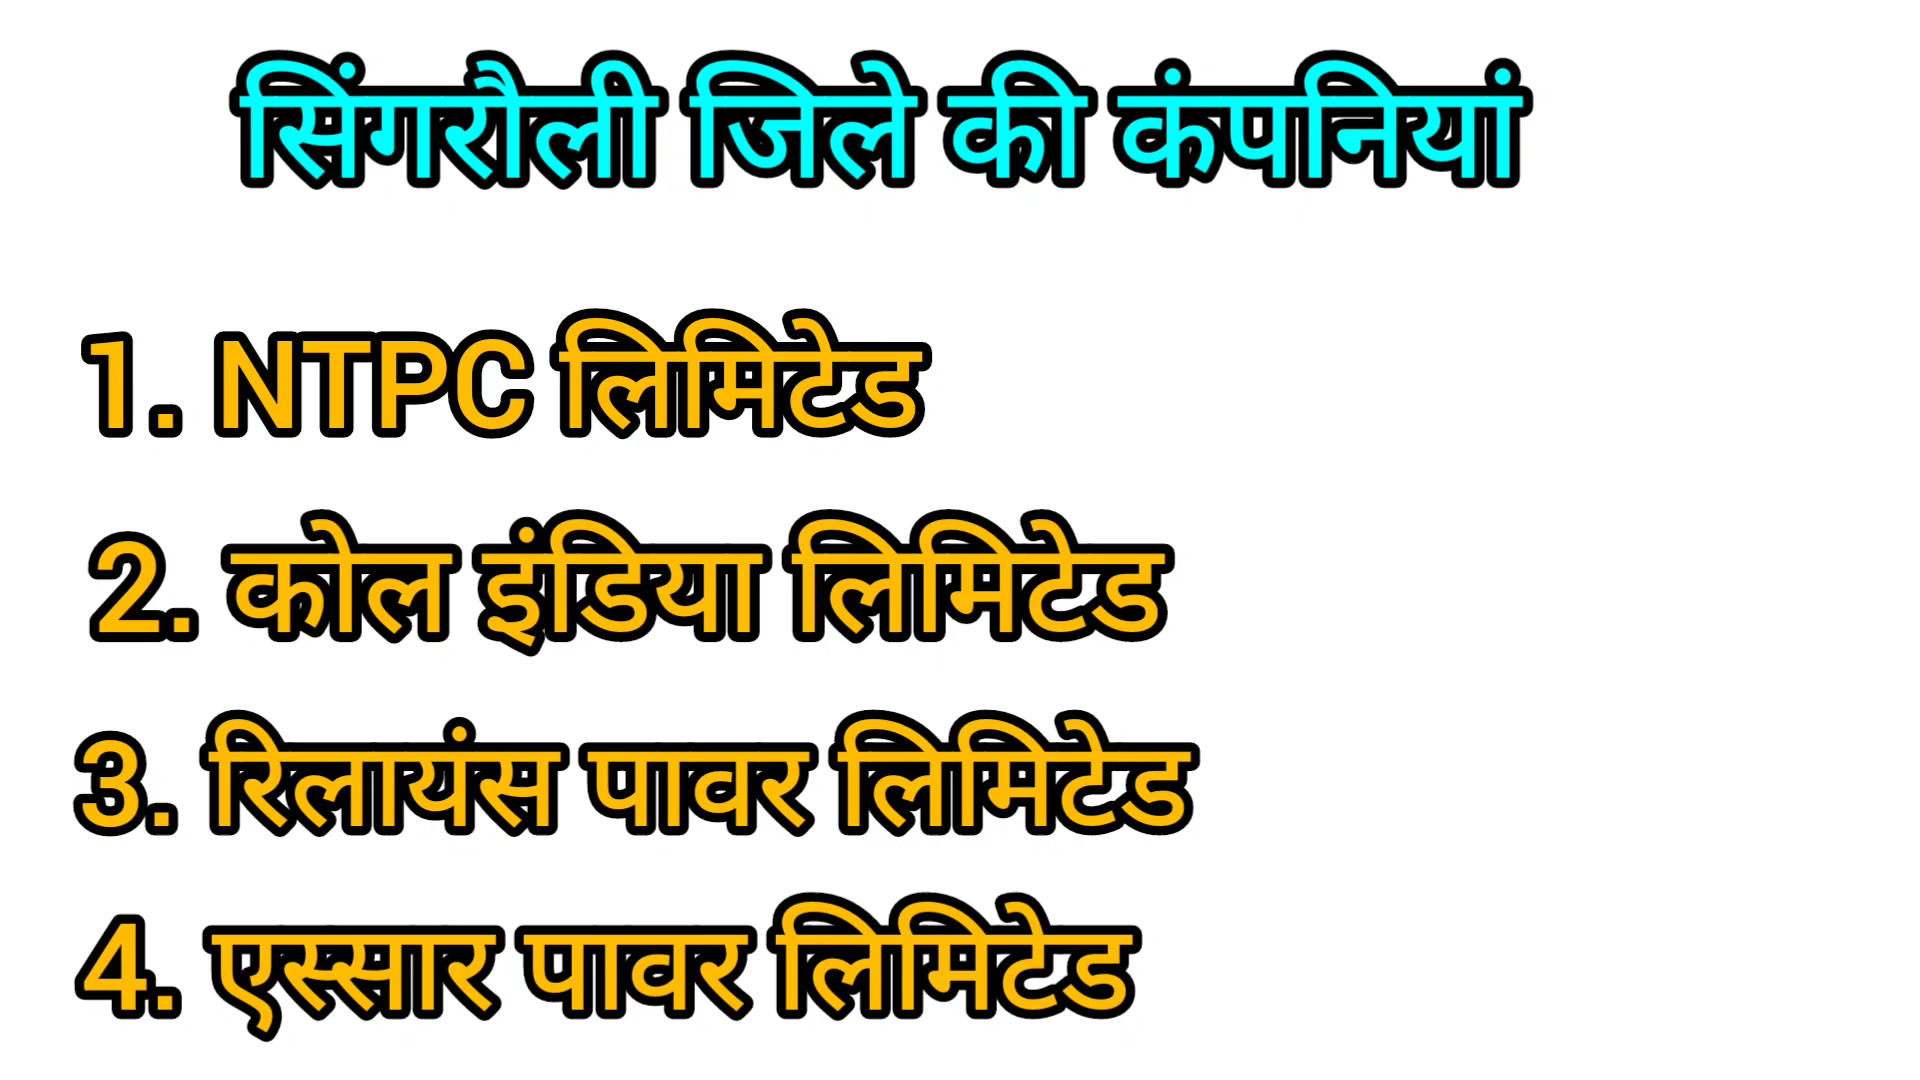 सिंगरौली जिले की कंपनियां
1. NTPC लिमिटेड
2. कोल इंडिया लिमिटेड
3. रिलायंस पावर लिमिटेड
4. एस्सार पावर लिमिटेड